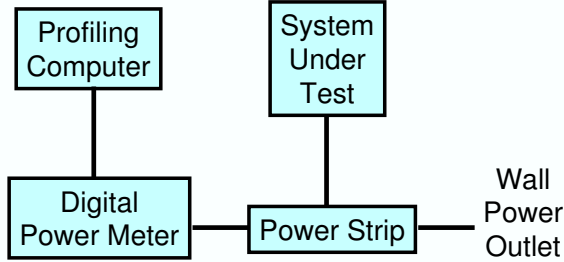 Profiling
Computer
System
Under
Test
Digital
Power Meter
Power Strip
Wall
Power
Outlet